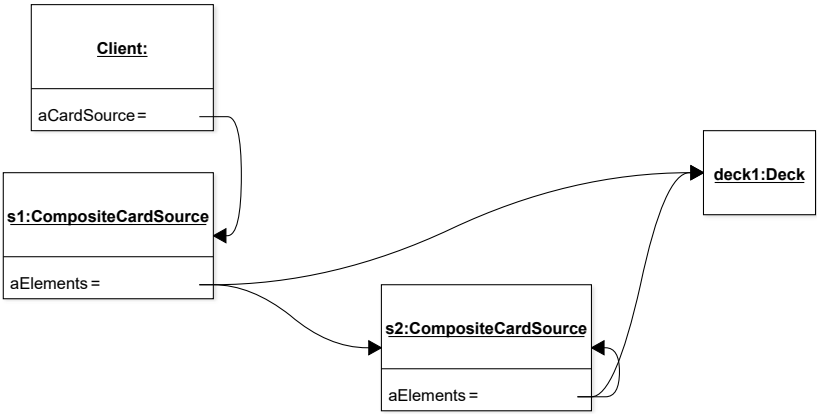 Client:
aCardSource =
s1:CompositeCardSource
aElements =
deck1:Deck
s2:CompositeCardSource
aElements =